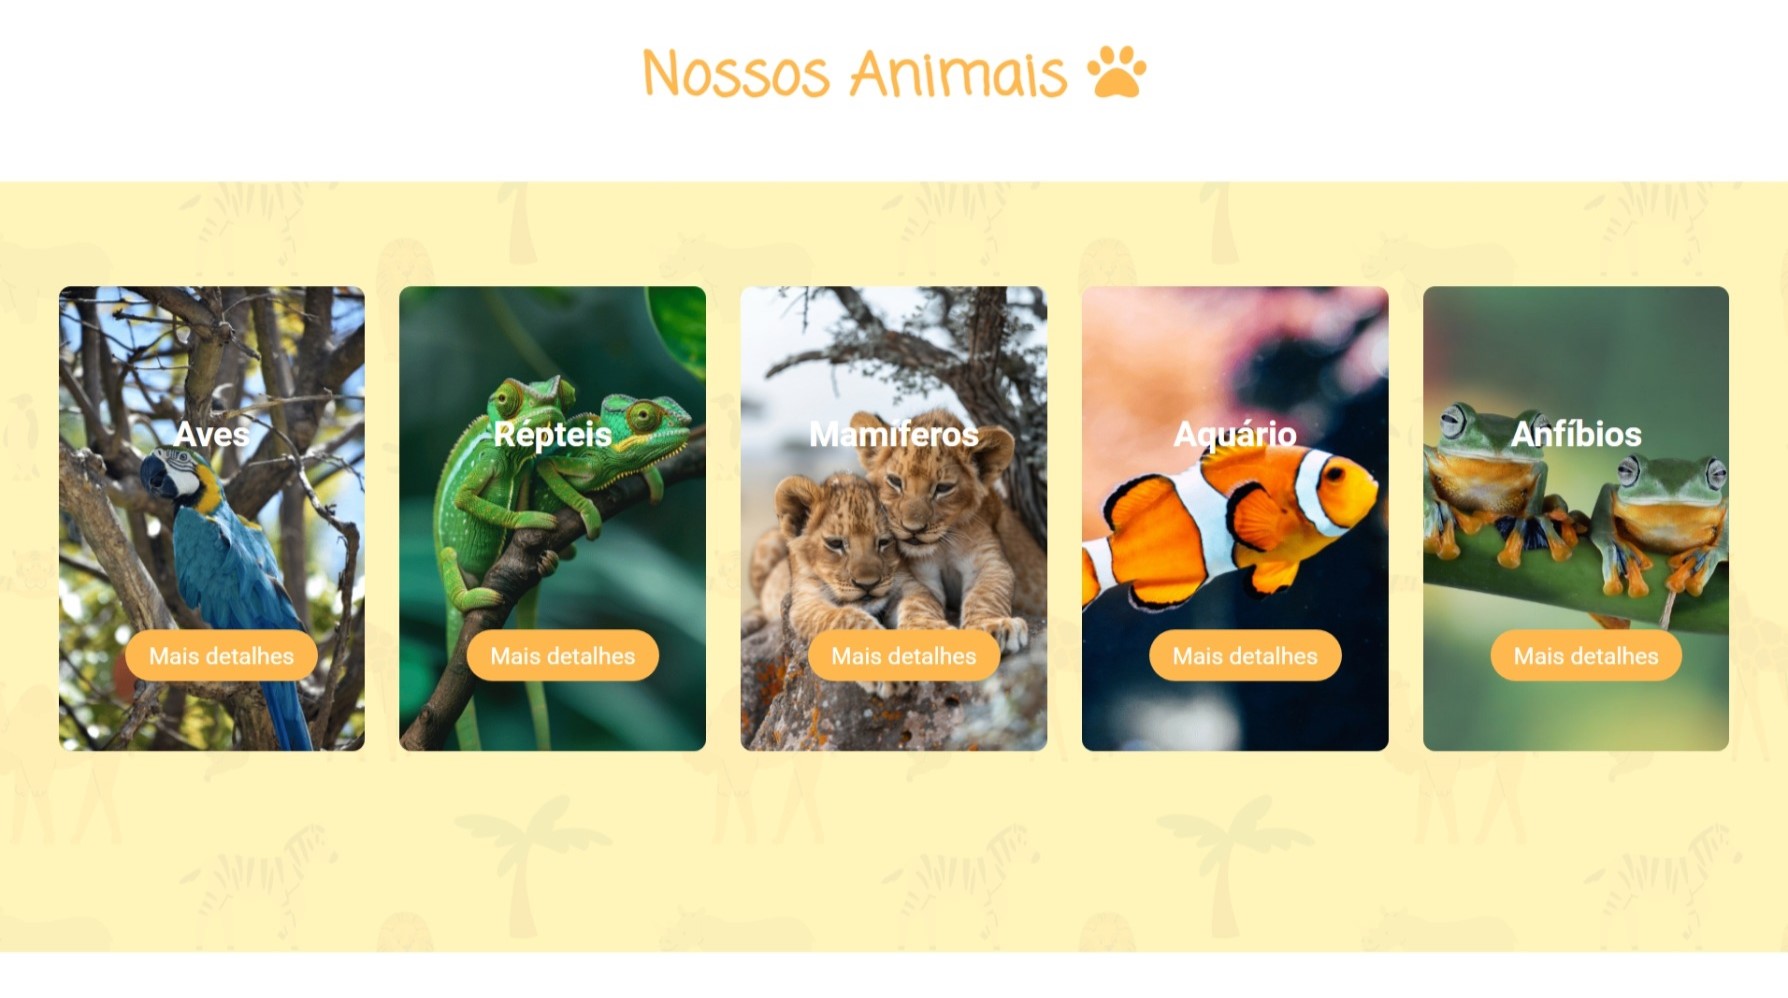 Nossos Animais
Aves
Répteis
Mamíferos
Aquário
Anfíbios
Mais detalhes
Mais detalhes
Mais detalhes
Mais detalhes
Mais detalhes